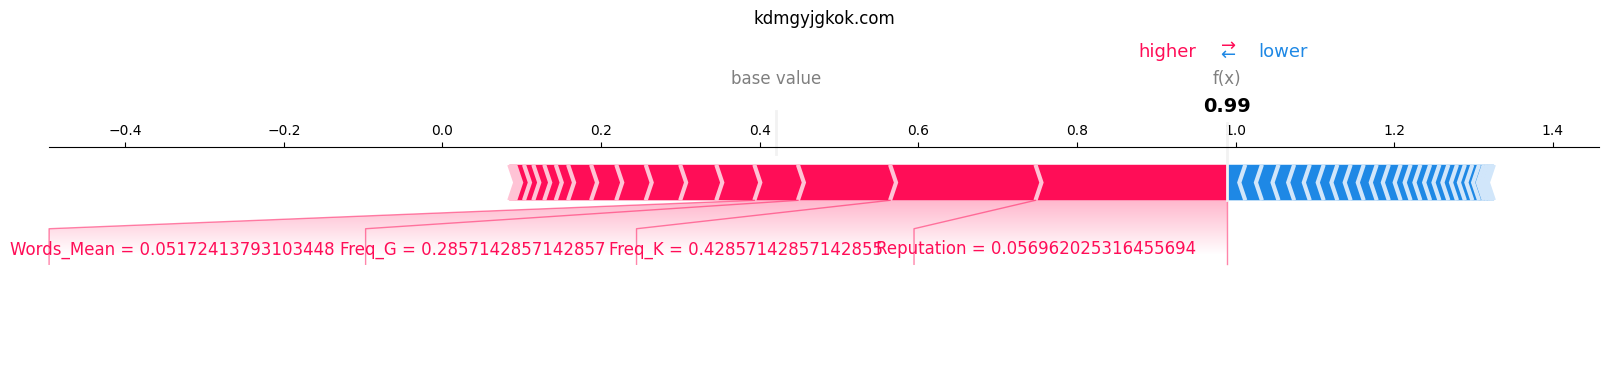 kdmgyjgkok.com
higher → ← lower
base value f(x)
0.99
−0.4 −0.2 0.0 0.2 0.4 0.6 0.8 1.0 1.2 1.4
Words_Mean = 0.05172413793103448 Freq_G = 0.2857142857142857 Freq_K = 0.42857142857142855 Reputation = 0.056962025316455694